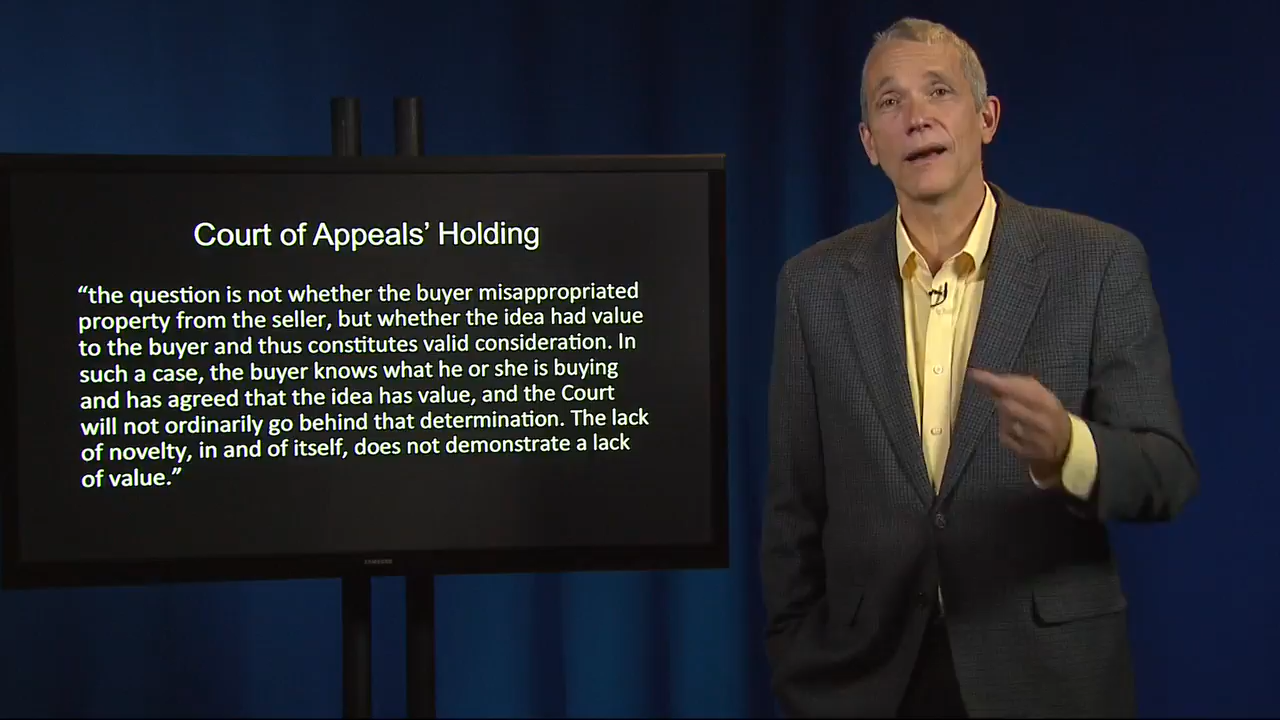 Court of Appeals’ Holding
“the question is not whether the buyer misappropriated
property from the seller, but whether the idea had value
to the buyer and thus constitutes valid consideration. In
such a case, the buyer knows what he or she is buying
and has agreed that the idea has value, and the Court
will not ordinarily go behind that determination. The lack
of novelty, in and of itself, does not demonstrate a lack
of value.”
SAMSUNG